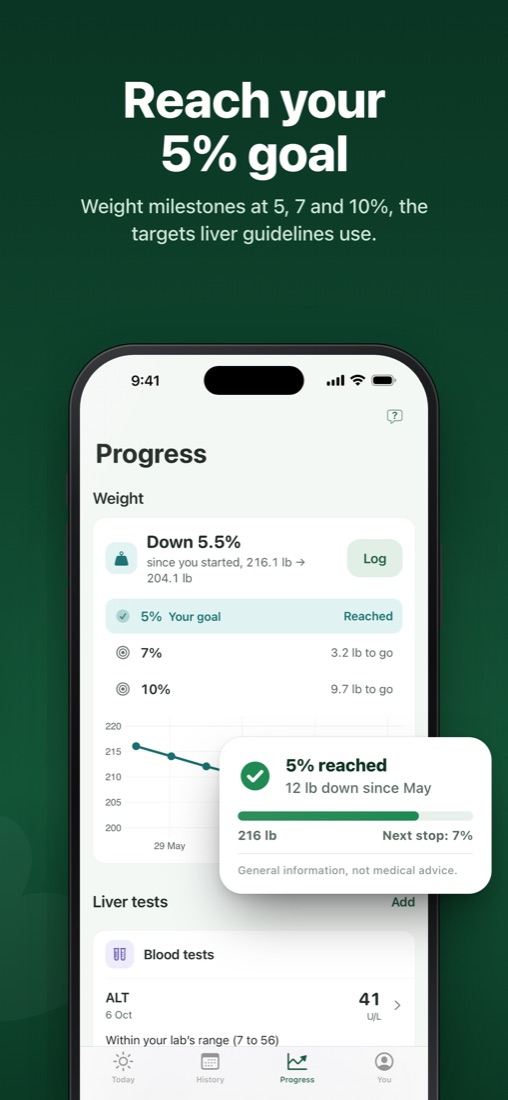 Reach your
5% goal
Weight milestones at 5, 7 and 10%, the
targets liver guidelines use.
9:41
Progress
Weight
Down 5.5%
since you started, 216.1 lb →
204.1 lb
Log
5% Your goal Reached
7% 3.2 lb to go
10% 9.7 lb to go
220
215
210
205
200
29 May
5% reached
12 lb down since May
216 lb Next stop: 7%
General information, not medical advice.
Liver tests Add
Blood tests
ALT 41
6 Oct U/L
Within your lab's range (7 to 56)
Today History Progress You